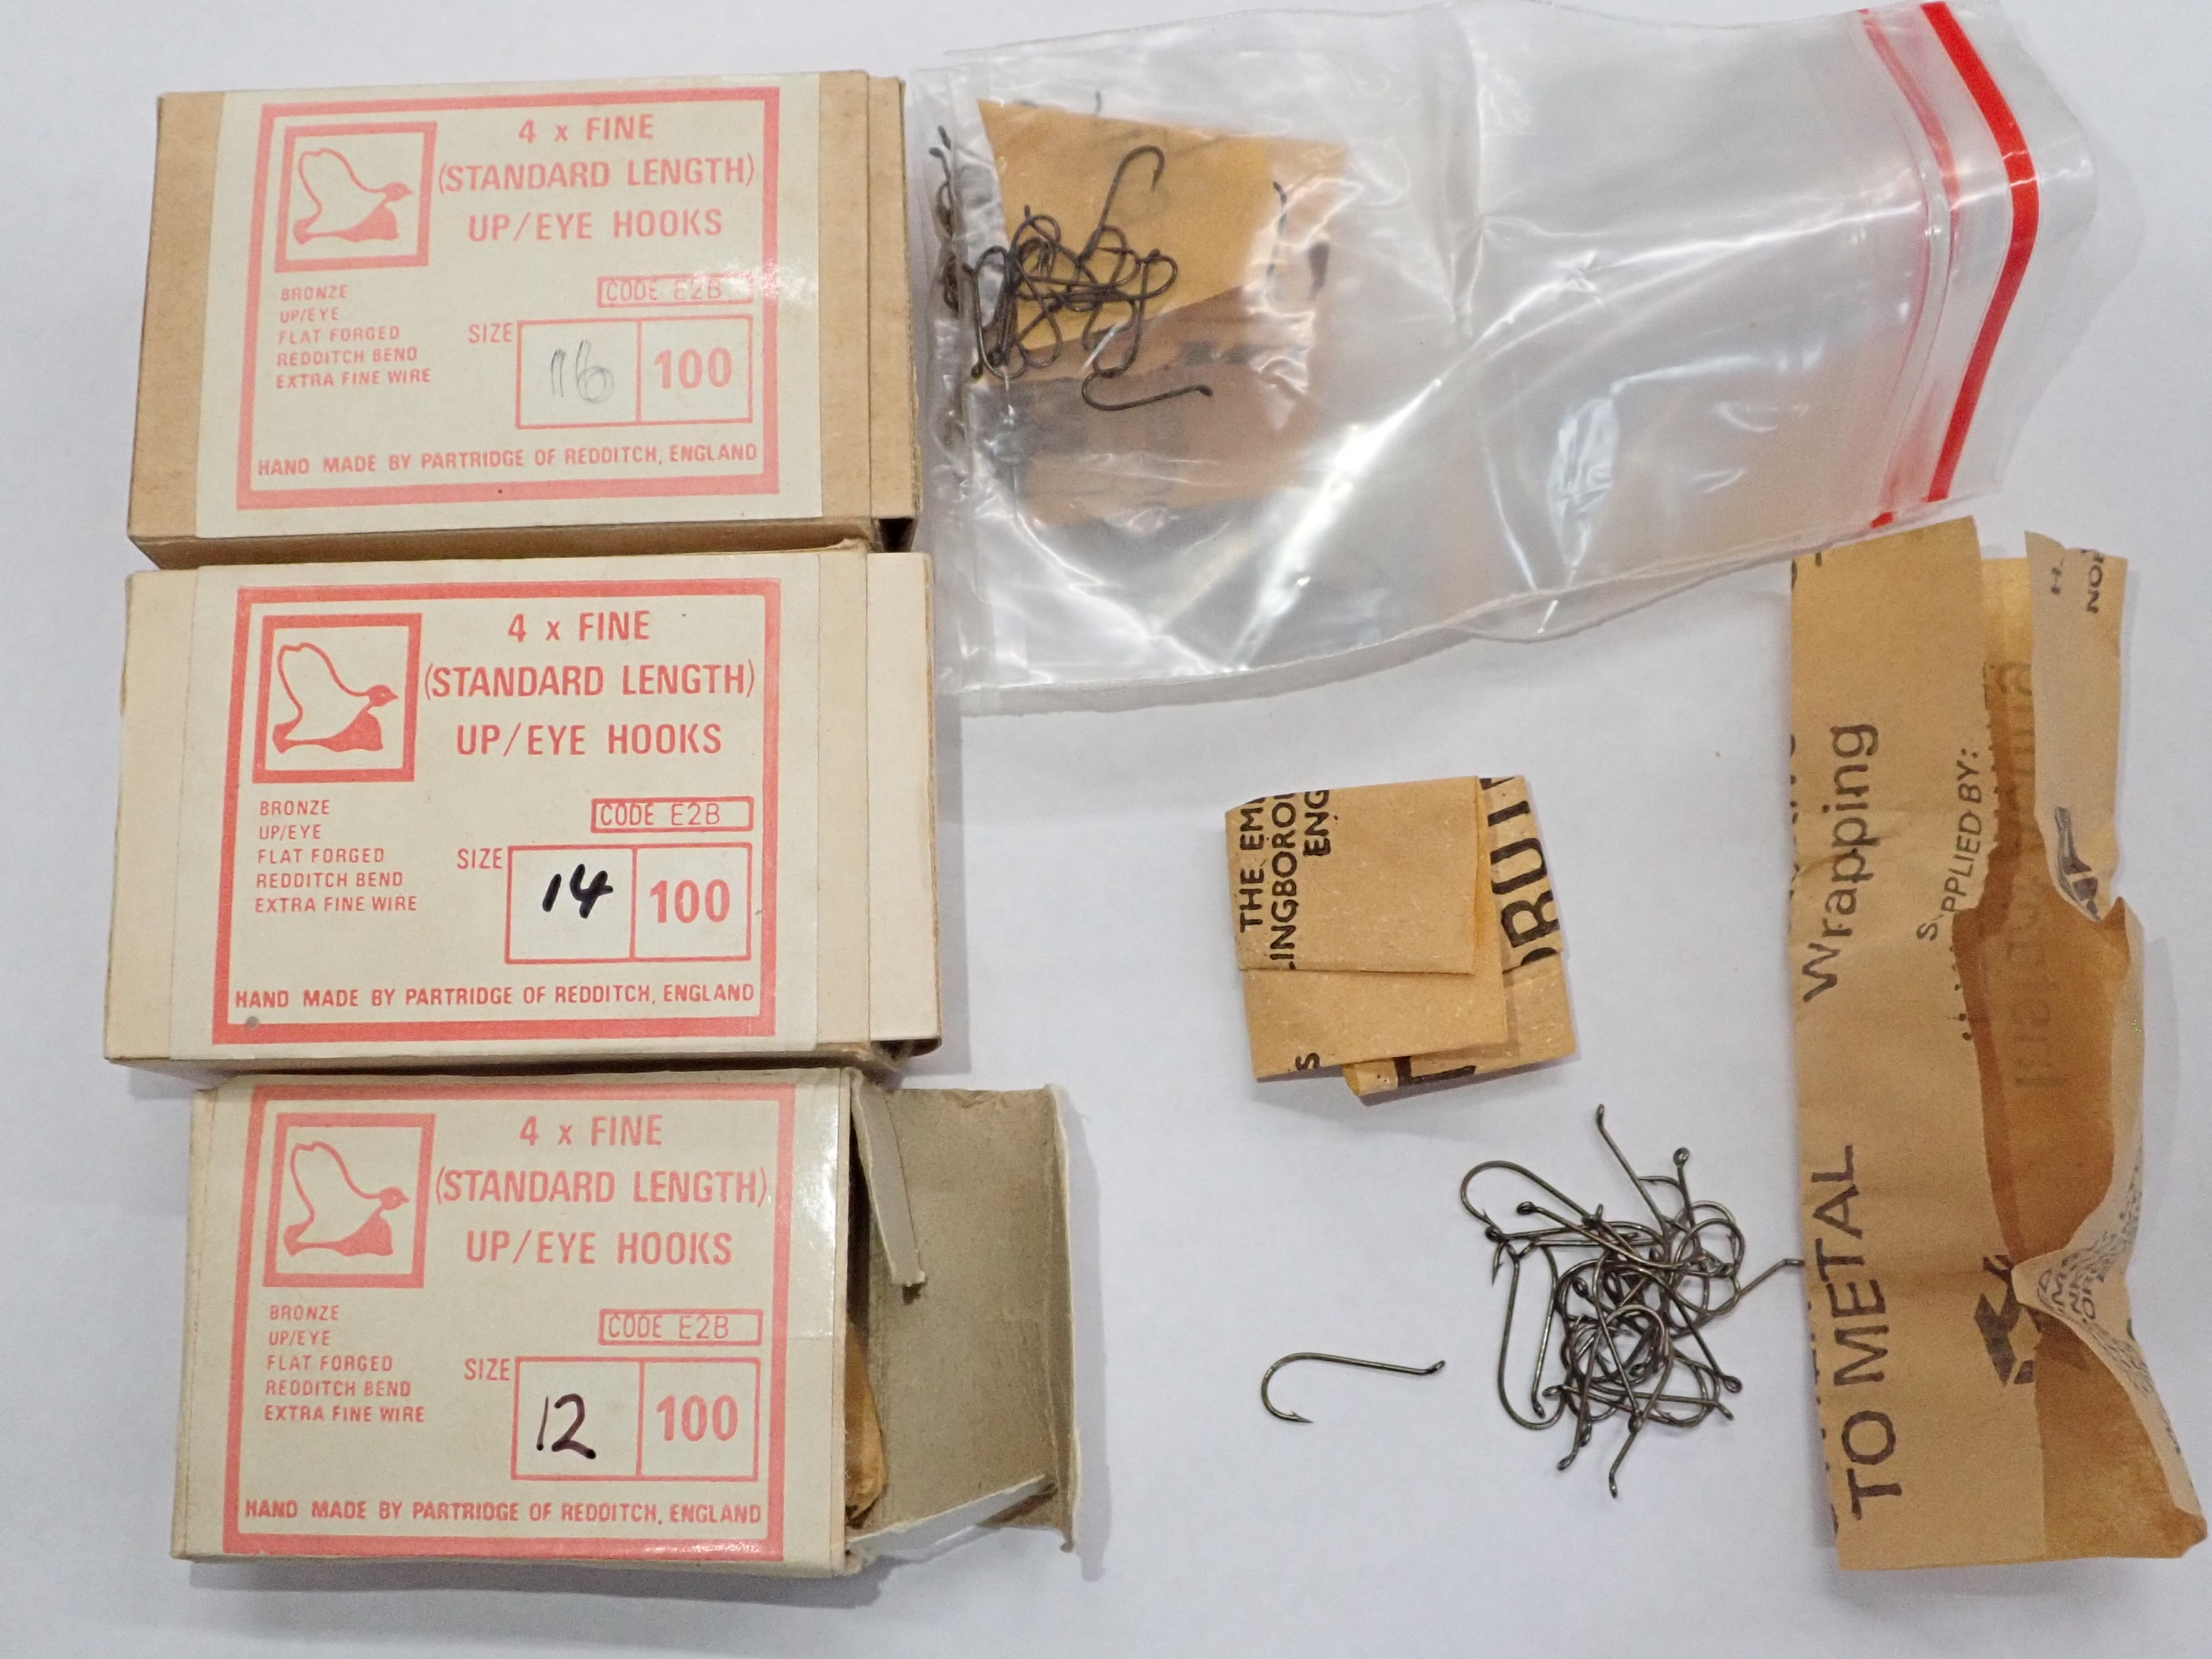 4 x FINE
(STANDARD LENGTH)
UP/EYE HOOKS
BRONZE
UP/EYE
FLAT FORGED
REDDITCH BEND
EXTRA FINE WIRE
CODE E2B
SIZE
16
100
HAND MADE BY PARTRIDGE OF REDDITCH, ENGLAND
4 x FINE
(STANDARD LENGTH)
UP/EYE HOOKS
BRONZE
UP/EYE
FLAT FORGED
REDDITCH BEND
EXTRA FINE WIRE
CODE E2B
SIZE
14
100
HAND MADE BY PARTRIDGE OF REDDITCH, ENGLAND
4 x FINE
(STANDARD LENGTH)
UP/EYE HOOKS
BRONZE
UP/EYE
FLAT FORGED
REDDITCH BEND
EXTRA FINE WIRE
CODE E2B
SIZE
12
100
HAND MADE BY PARTRIDGE OF REDDITCH, ENGLAND
THE EM
INGBORO
ENG
TO METAL
Wrapping